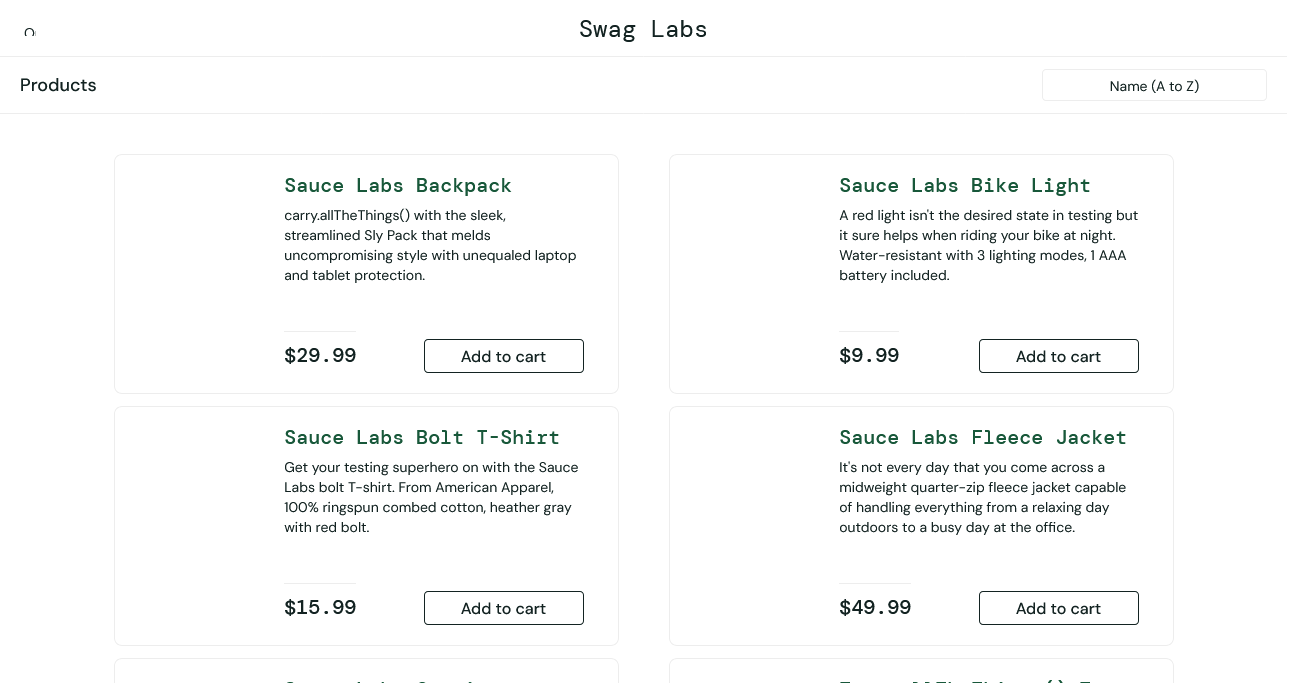 Swag Labs
Products
Name (A to Z)
Sauce Labs Backpack
carry.allTheThings() with the sleek,
streamlined Sly Pack that melds
uncompromising style with unequaled laptop
and tablet protection.
$29.99
Add to cart
Sauce Labs Bike Light
A red light isn't the desired state in testing but
it sure helps when riding your bike at night.
Water-resistant with 3 lighting modes, 1 AAA
battery included.
$9.99
Add to cart
Sauce Labs Bolt T-Shirt
Get your testing superhero on with the Sauce
Labs bolt T-shirt. From American Apparel,
100% ringspun combed cotton, heather gray
with red bolt.
$15.99
Add to cart
Sauce Labs Fleece Jacket
It's not every day that you come across a
midweight quarter-zip fleece jacket capable
of handling everything from a relaxing day
outdoors to a busy day at the office.
$49.99
Add to cart